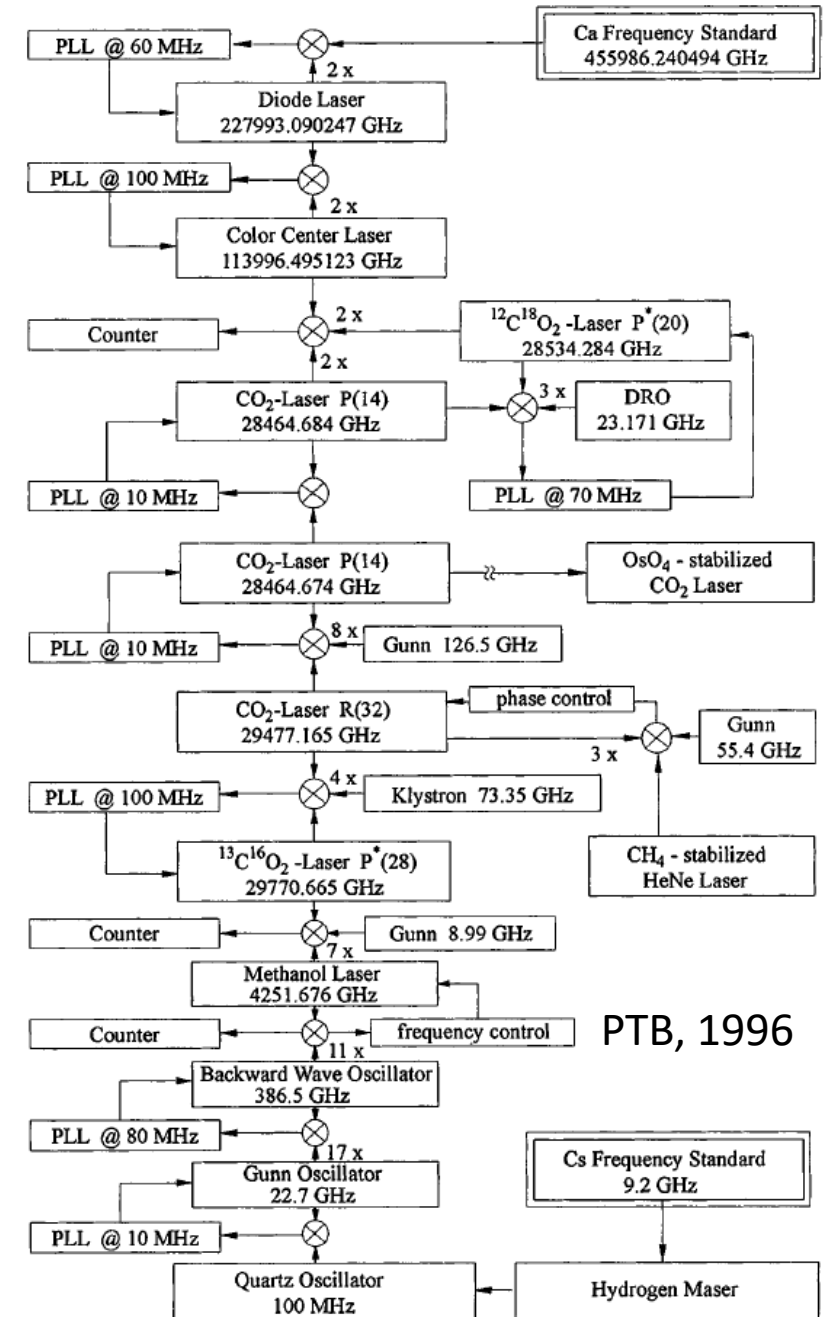 PLL @ 60 MHz
Ca Frequency Standard
455986.240494 GHz
2 x
Diode Laser
227993.090247 GHz
PLL @ 100 MHz
2 x
Color Center Laser
113996.495123 GHz
2 x
¹²C¹⁸O₂ -Laser P*(20)
28534.284 GHz
Counter
2 x
CO₂-Laser P(14)
28464.684 GHz
3 x
DRO
23.171 GHz
PLL @ 10 MHz
PLL @ 70 MHz
CO₂-Laser P(14)
28464.674 GHz
OsO₄ - stabilized
CO₂ Laser
PLL @ 10 MHz
8 x
Gunn 126.5 GHz
CO₂-Laser R(32)
29477.165 GHz
phase control
3 x
Gunn
55.4 GHz
PLL @ 100 MHz
4 x
Klystron 73.35 GHz
¹³C¹⁶O₂ -Laser P*(28)
29770.665 GHz
CH₄ - stabilized
HeNe Laser
Counter
Gunn 8.99 GHz
7 x
Methanol Laser
4251.676 GHz
Counter
frequency control
PTB, 1996
11 x
Backward Wave Oscillator
386.5 GHz
PLL @ 80 MHz
17 x
Gunn Oscillator
22.7 GHz
Cs Frequency Standard
9.2 GHz
PLL @ 10 MHz
Quartz Oscillator
100 MHz
Hydrogen Maser